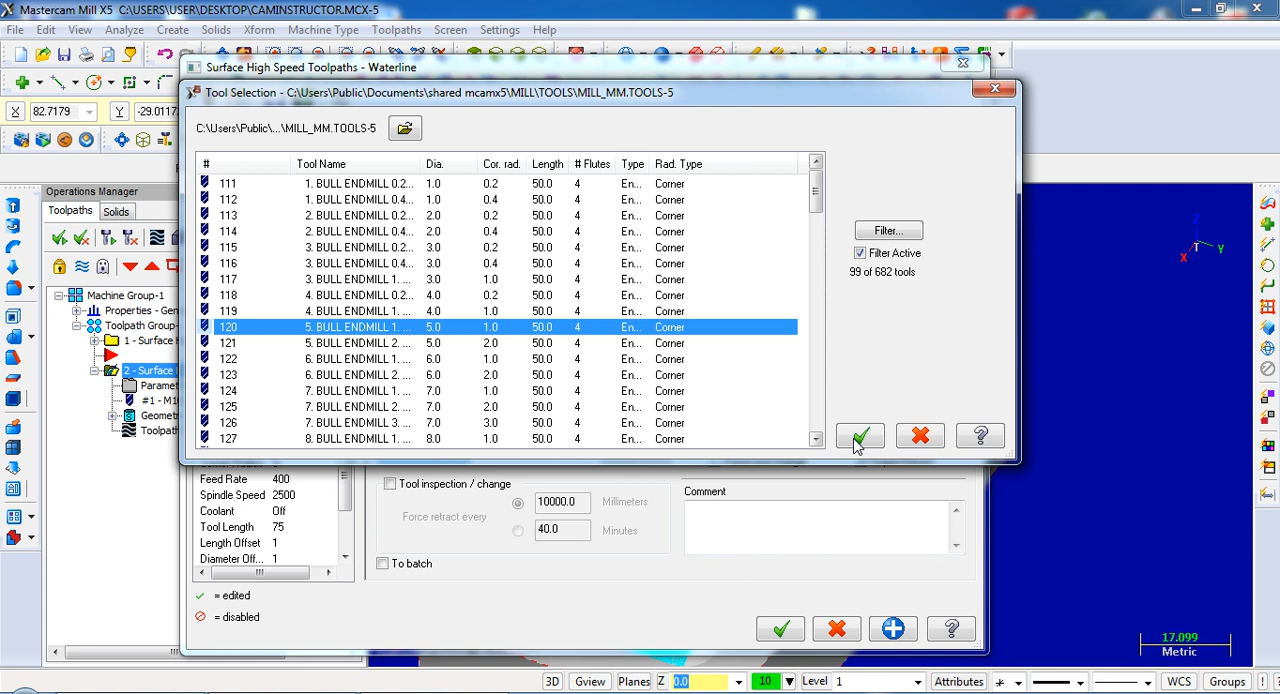 Mastercam Mill X5 C:\USERS\USER\DESKTOP\CAMINSTRUCTOR.MCX-5
File Edit View Analyze Create Solids Xform Machine Type Toolpaths Screen Settings Help
Surface High Speed Toolpaths - Waterline
Tool Selection - C:\Users\Public\Documents\shared mcamx5\MILL\TOOLS\MILL_MM.TOOLS-5
X 82.7179 Y -29.0117
C:\Users\Public\...\MILL_MM.TOOLS-5
# Tool Name Dia. Cor. rad. Length # Flutes Type Rad. Type
111 1. BULL ENDMILL 0.2... 1.0 0.2 50.0 4 En... Corner
112 1. BULL ENDMILL 0.4... 1.0 0.4 50.0 4 En... Corner
113 2. BULL ENDMILL 0.2... 2.0 0.2 50.0 4 En... Corner
114 2. BULL ENDMILL 0.4... 2.0 0.4 50.0 4 En... Corner
115 3. BULL ENDMILL 0.2... 3.0 0.2 50.0 4 En... Corner
116 3. BULL ENDMILL 0.4... 3.0 0.4 50.0 4 En... Corner
117 3. BULL ENDMILL 1. ... 3.0 1.0 50.0 4 En... Corner
118 4. BULL ENDMILL 0.2... 4.0 0.2 50.0 4 En... Corner
119 4. BULL ENDMILL 1. ... 4.0 1.0 50.0 4 En... Corner
120 5. BULL ENDMILL 1. ... 5.0 1.0 50.0 4 En... Corner
121 5. BULL ENDMILL 2. ... 5.0 2.0 50.0 4 En... Corner
122 6. BULL ENDMILL 1. ... 6.0 1.0 50.0 4 En... Corner
123 6. BULL ENDMILL 2. ... 6.0 2.0 50.0 4 En... Corner
124 7. BULL ENDMILL 1. ... 7.0 1.0 50.0 4 En... Corner
125 7. BULL ENDMILL 2. ... 7.0 2.0 50.0 4 En... Corner
126 7. BULL ENDMILL 3. ... 7.0 3.0 50.0 4 En... Corner
127 8. BULL ENDMILL 1. ... 8.0 1.0 50.0 4 En... Corner
Filter...
Filter Active
99 of 682 tools
Operations Manager
Toolpaths Solids
Machine Group-1
Properties - Gen
Toolpath Group-
1 - Surface H
2 - Surface
Parame
#1 - M1
Geome
Toolpath
Feed Rate 400
Spindle Speed 2500
Coolant Off
Tool Length 75
Length Offset 1
Diameter Off... 1
Tool inspection / change
Force retract every
10000.0 Millimeters
40.0 Minutes
To batch
Comment
= edited
= disabled
X Y Z T
17.099
Metric
3D Gview Planes Z 0.0 10 Level 1 Attributes WCS Groups